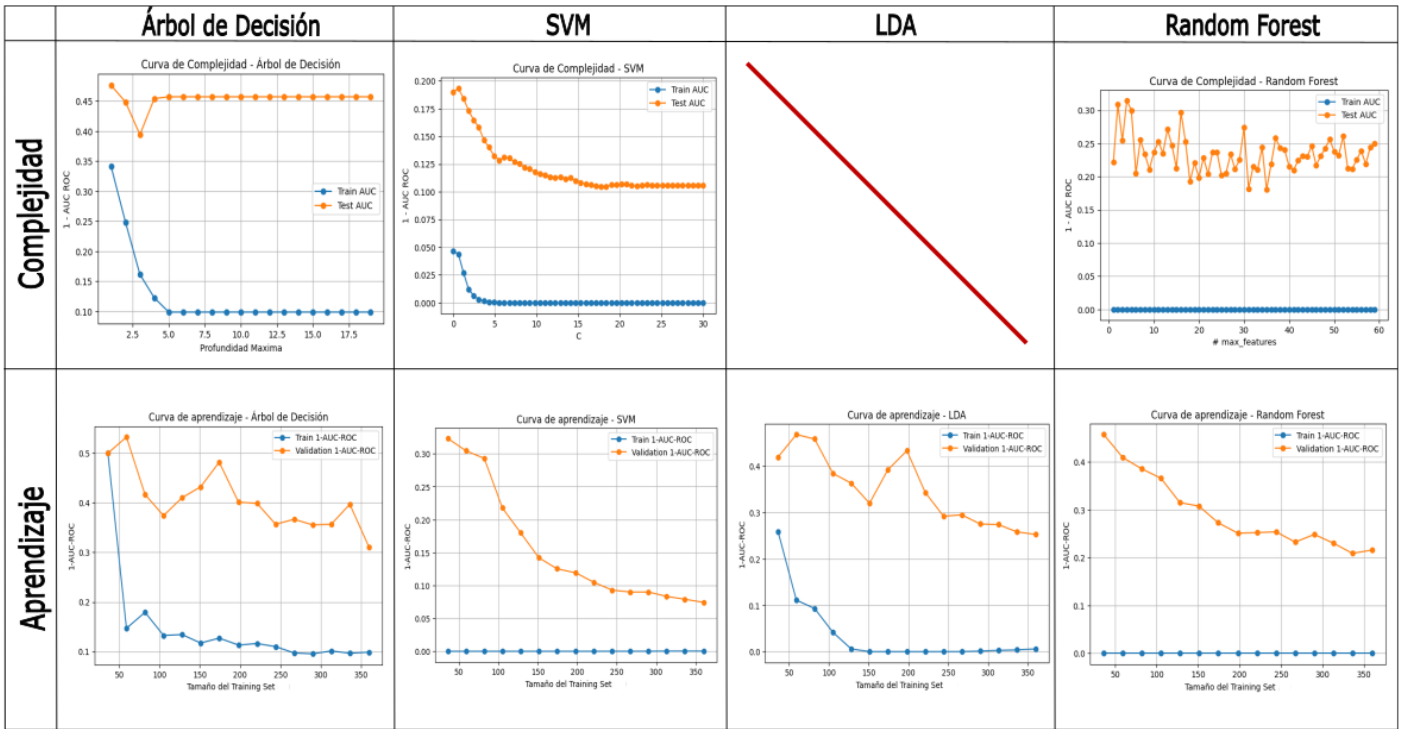 Árbol de Decisión
SVM
LDA
Random Forest
Complejidad
Curva de Complejidad - Árbol de Decisión
0.45
0.40
0.35
0.30
0.25
0.20
0.15
0.10
1 - AUC ROC
Train AUC
Test AUC
2.5 5.0 7.5 10.0 12.5 15.0 17.5
Profundidad Maxima
Curva de Complejidad - SVM
0.200
0.175
0.150
0.125
0.100
0.075
0.050
0.025
0.000
1 - AUC ROC
Train AUC
Test AUC
0 5 10 15 20 25 30
C
Curva de Complejidad - Random Forest
0.30
0.25
0.20
0.15
0.10
0.05
0.00
1 - AUC ROC
Train AUC
Test AUC
0 10 20 30 40 50 60
# max_features
Aprendizaje
Curva de aprendizaje - Árbol de Decisión
0.5
0.4
0.3
0.2
0.1
1-AUC-ROC
Train 1-AUC-ROC
Validation 1-AUC-ROC
50 100 150 200 250 300 350
Tamaño del Training Set
Curva de aprendizaje - SVM
0.30
0.25
0.20
0.15
0.10
0.05
0.00
1-AUC-ROC
Train 1-AUC-ROC
Validation 1-AUC-ROC
50 100 150 200 250 300 350
Tamaño del Training Set
Curva de aprendizaje - LDA
0.4
0.3
0.2
0.1
0.0
1-AUC-ROC
Train 1-AUC-ROC
Validation 1-AUC-ROC
50 100 150 200 250 300 350
Tamaño del Training Set
Curva de aprendizaje - Random Forest
0.4
0.3
0.2
0.1
0.0
1-AUC-ROC
Train 1-AUC-ROC
Validation 1-AUC-ROC
50 100 150 200 250 300 350
Tamaño del Training Set